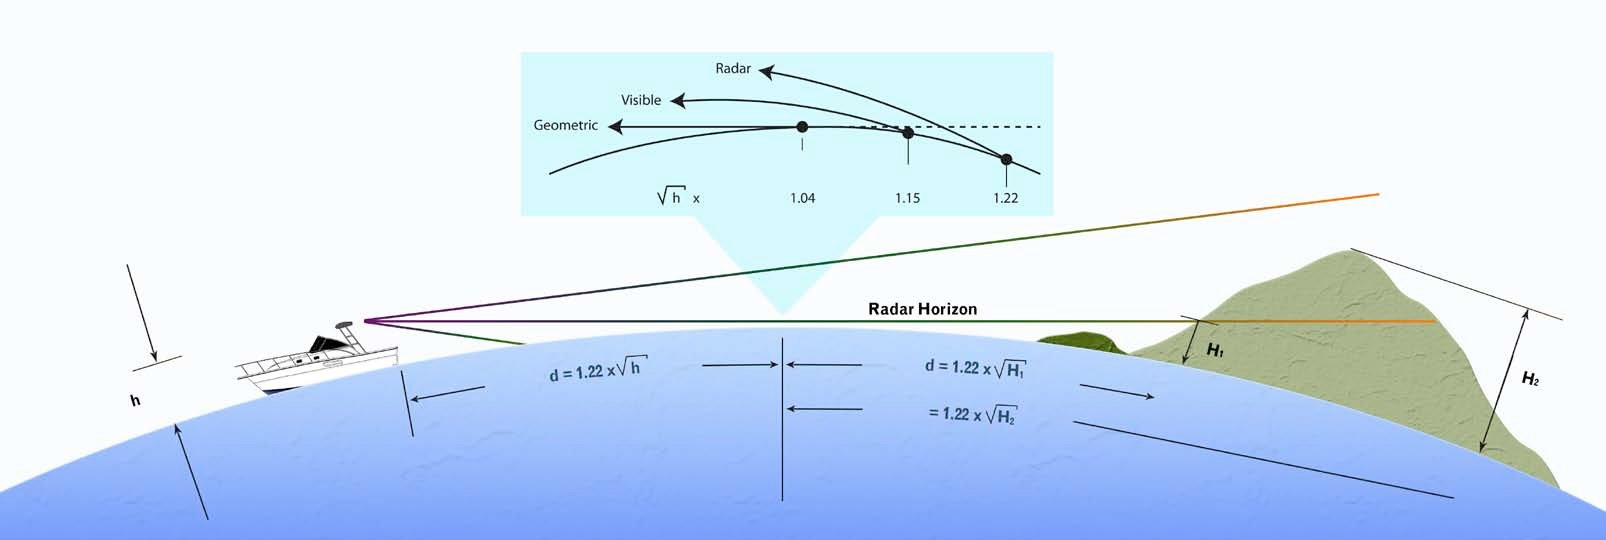 Radar
Visible
Geometric
√h x 1.04 1.15 1.22
Radar Horizon
h
d = 1.22 x √h
d = 1.22 x √H₁
= 1.22 x √H₂
H₁
H₂